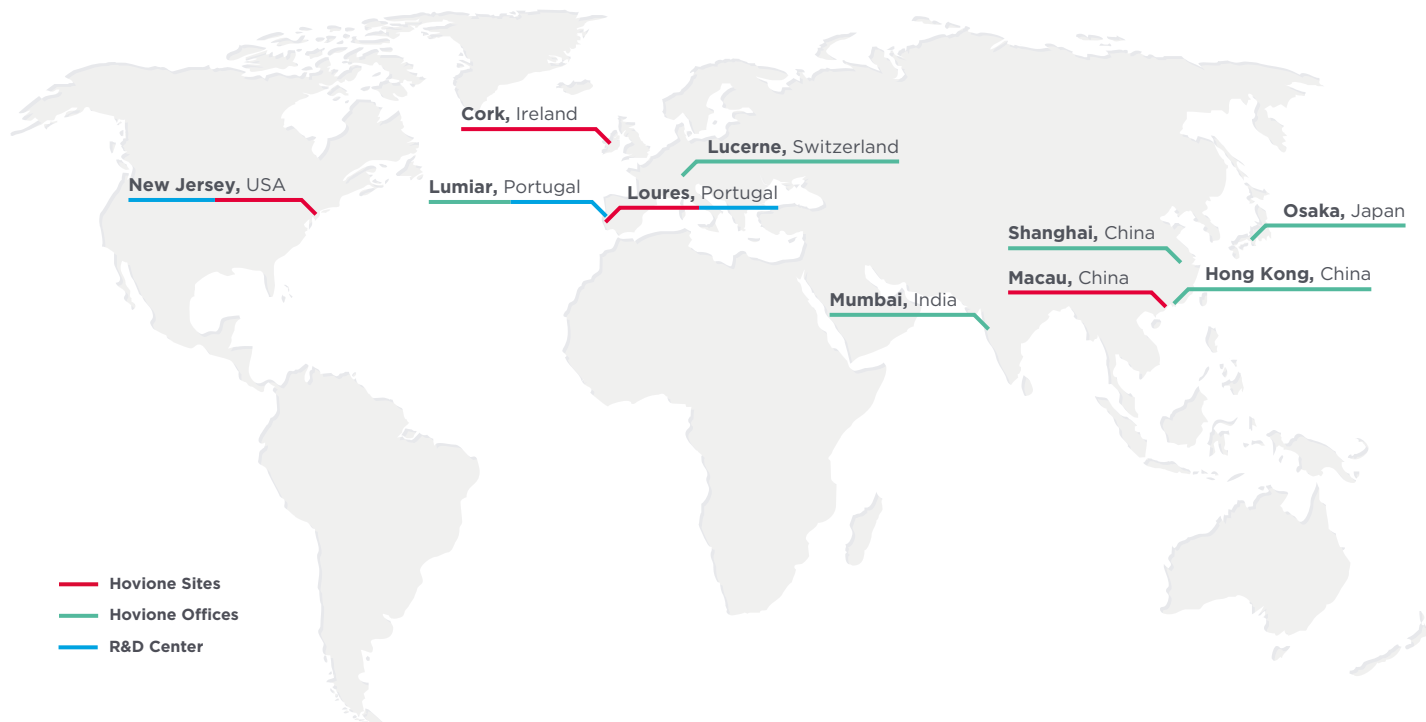 Cork, Ireland
Lucerne, Switzerland
New Jersey, USA
Lumiar, Portugal
Loures, Portugal
Osaka, Japan
Shanghai, China
Macau, China
Hong Kong, China
Mumbai, India
Hovione Sites
Hovione Offices
R&D Center